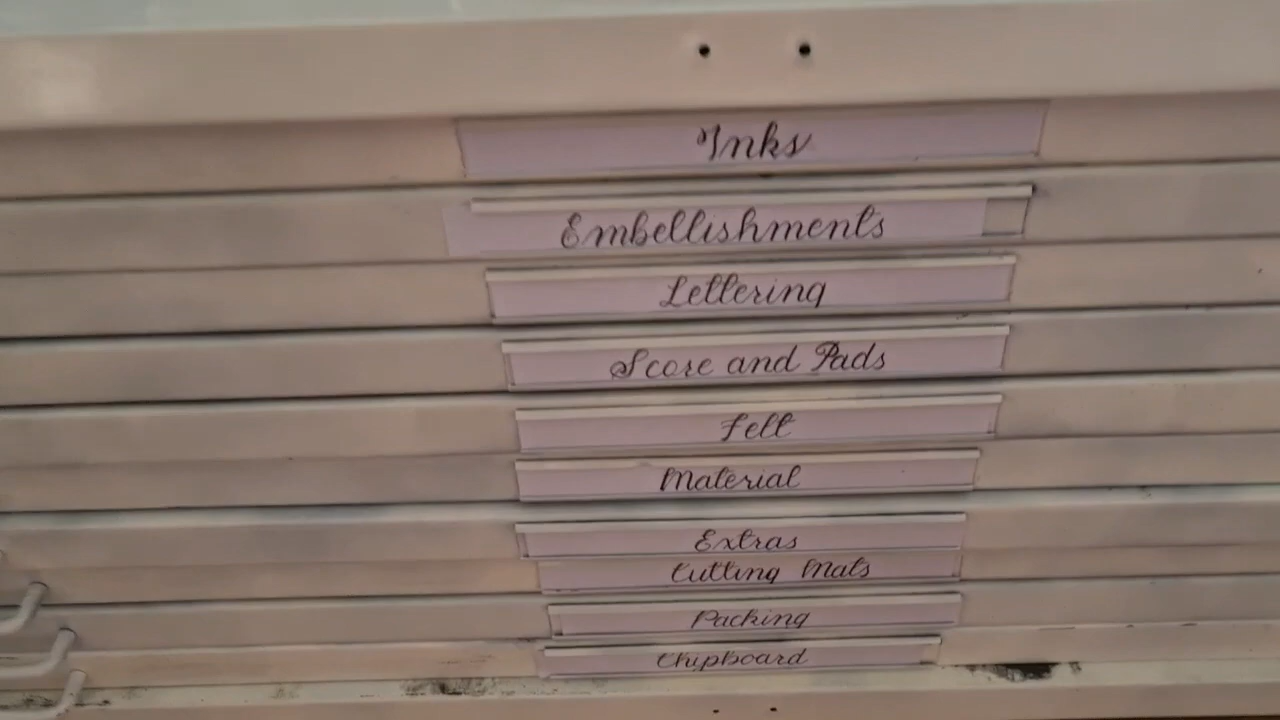 Inks
Embellishments
Lettering
Score and Pads
Felt
Material
Extras
Cutting Mats
Packing
Chipboard